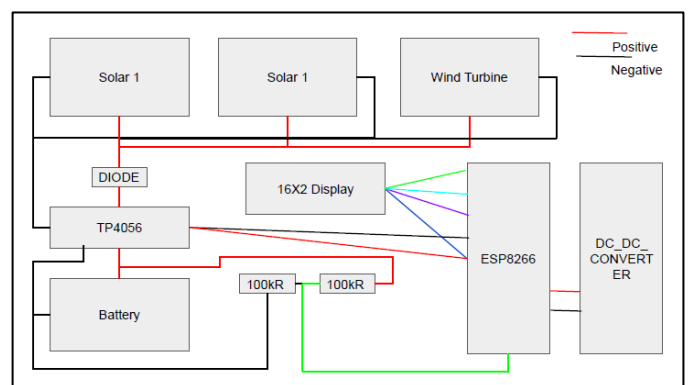 Positive
Negative
Solar 1
Solar 1
Wind Turbine
DIODE
16X2 Display
TP4056
ESP8266
DC_DC_
CONVERT
ER
100kR
100kR
Battery